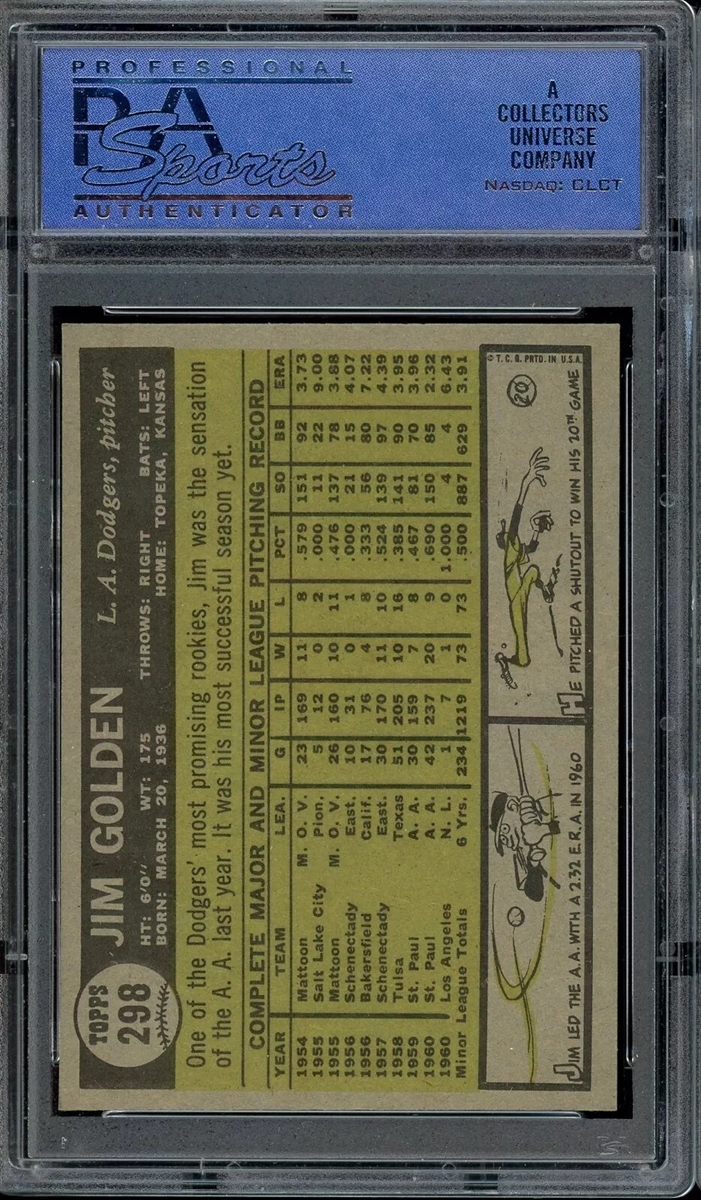 PROFESSIONAL
PSA
Sports
AUTHENTICATOR
A
COLLECTORS
UNIVERSE
COMPANY
NASDAQ: CLCT
TOPPS
298
JIM GOLDEN
L. A. Dodgers, pitcher
HT: 6'0" WT: 175 THROWS: RIGHT BATS: LEFT
BORN: MARCH 20, 1936 HOME: TOPEKA, KANSAS
One of the Dodgers' most promising rookies, Jim was the sensation
of the A. A. last year. It was his most successful season yet.
COMPLETE MAJOR AND MINOR LEAGUE PITCHING RECORD
YEAR TEAM LEA. G IP W L PCT SO BB ERA
1954 Mattoon M. O. V. 23 169 11 8 .579 151 92 3.73
1955 Salt Lake City Pion. 5 12 0 2 .000 11 22 9.00
1955 Mattoon M. O. V. 26 160 10 11 .476 137 78 3.88
1956 Schenectady East. 10 31 0 1 .000 21 15 4.07
1956 Bakersfield Calif. 17 76 4 8 .333 56 80 7.22
1957 Schenectady East. 30 170 11 10 .524 139 97 4.39
1958 Tulsa Texas 51 205 10 16 .385 141 90 3.95
1959 St. Paul A. A. 30 159 7 8 .467 81 70 3.96
1960 St. Paul A. A. 42 237 20 9 .690 150 85 2.32
1960 Los Angeles N. L. 1 7 1 0 1.000 4 4 6.43
Minor League Totals 6 Yrs. 234 1219 73 73 .500 887 629 3.91
JIM LED THE A.A. WITH A 2.32 E.R.A. IN 1960
20
HE PITCHED A SHUTOUT TO WIN HIS 20TH GAME
© T. C. G. PRTD. IN U.S.A.